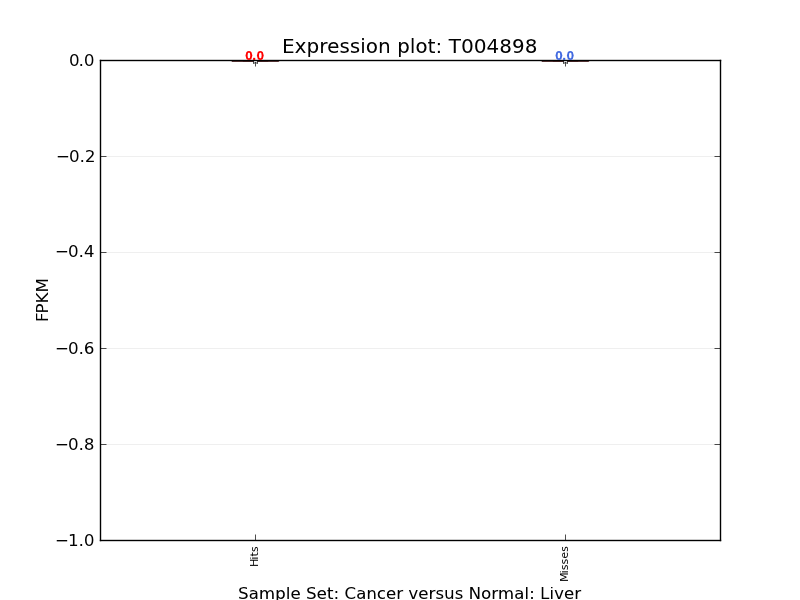 Expression plot: T004898
0.0
0.0
0.0
−0.2
−0.4
−0.6
−0.8
−1.0
FPKM
Hits
Misses
Sample Set: Cancer versus Normal: Liver